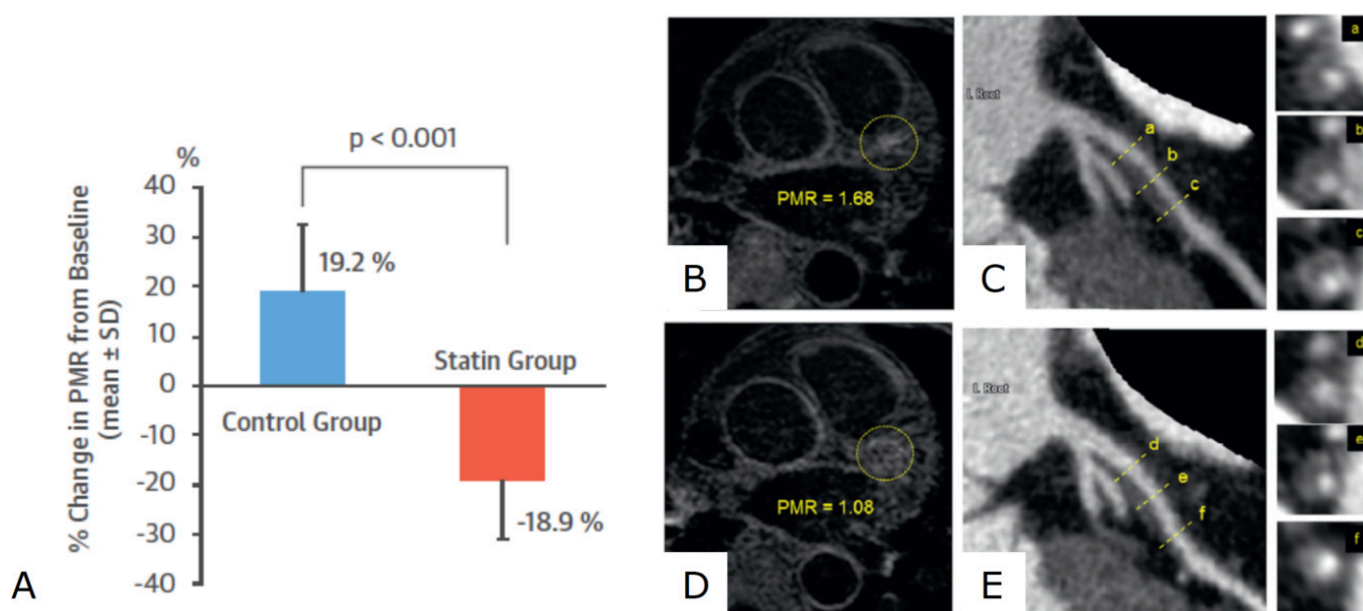 p < 0.001
%
40
30
20
10
0
-10
-20
-30
-40
% Change in PMR from Baseline
(mean ± SD)
19.2 %
Statin Group
Control Group
-18.9 %
A
PMR = 1.68
B
L Root
a
b
c
C
a
b
c
PMR = 1.08
D
L Root
d
e
f
E
d
e
f